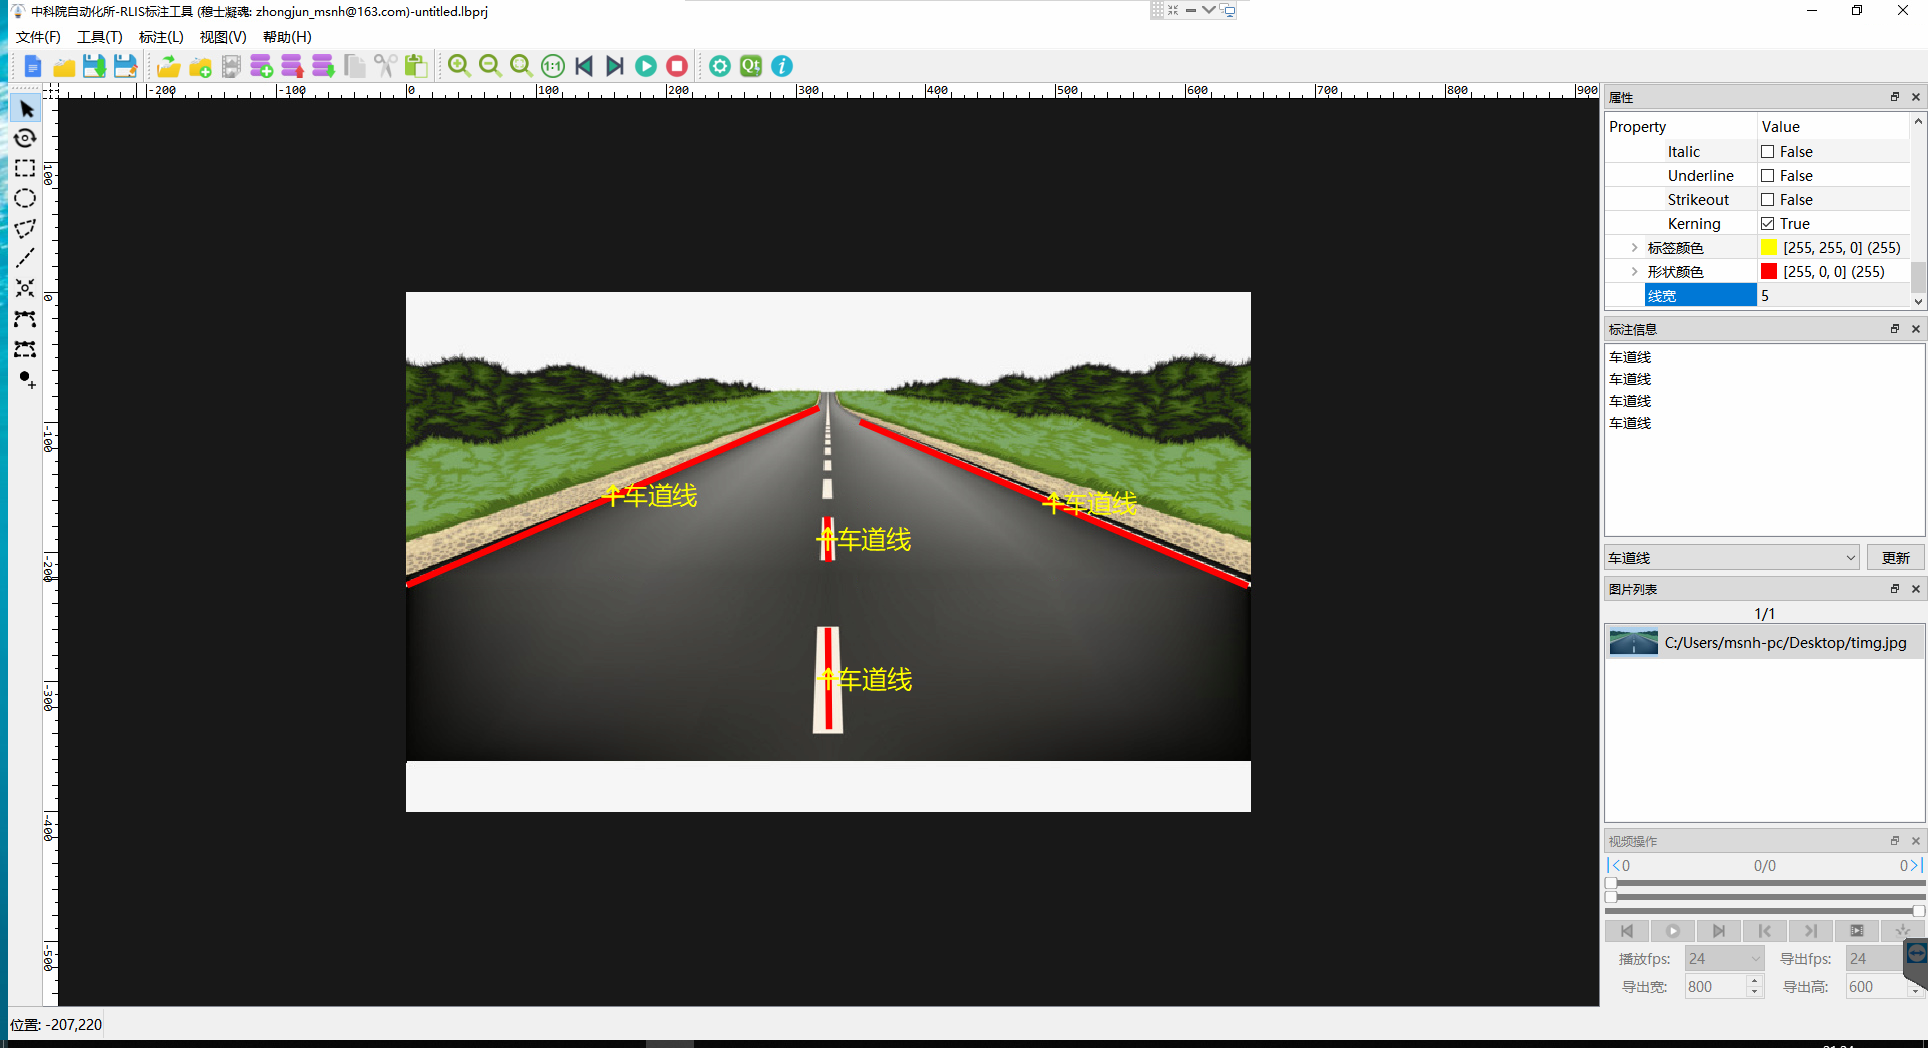 中科院自动化所-RLIS标注工具 (穆士凝魂: zhongjun_msnh@163.com)-untitled.lbprj
文件(F) 工具(T) 标注(L) 视图(V) 帮助(H)
1:1 Qt i
-200 -100 0 100 200 300 400 500 600 700 800 900
100
0
-100
-200
-300
-400
-500
车道线
车道线
车道线
车道线
属性
Property Value
Italic False
Underline False
Strikeout False
Kerning True
标签颜色 [255, 255, 0] (255)
形状颜色 [255, 0, 0] (255)
线宽 5
标注信息
车道线
车道线
车道线
车道线
车道线 更新
图片列表
1/1
C:/Users/msnh-pc/Desktop/timg.jpg
视频操作
0 0/0 0
播放fps: 24 导出fps: 24
导出宽: 800 导出高: 600
位置: -207,220